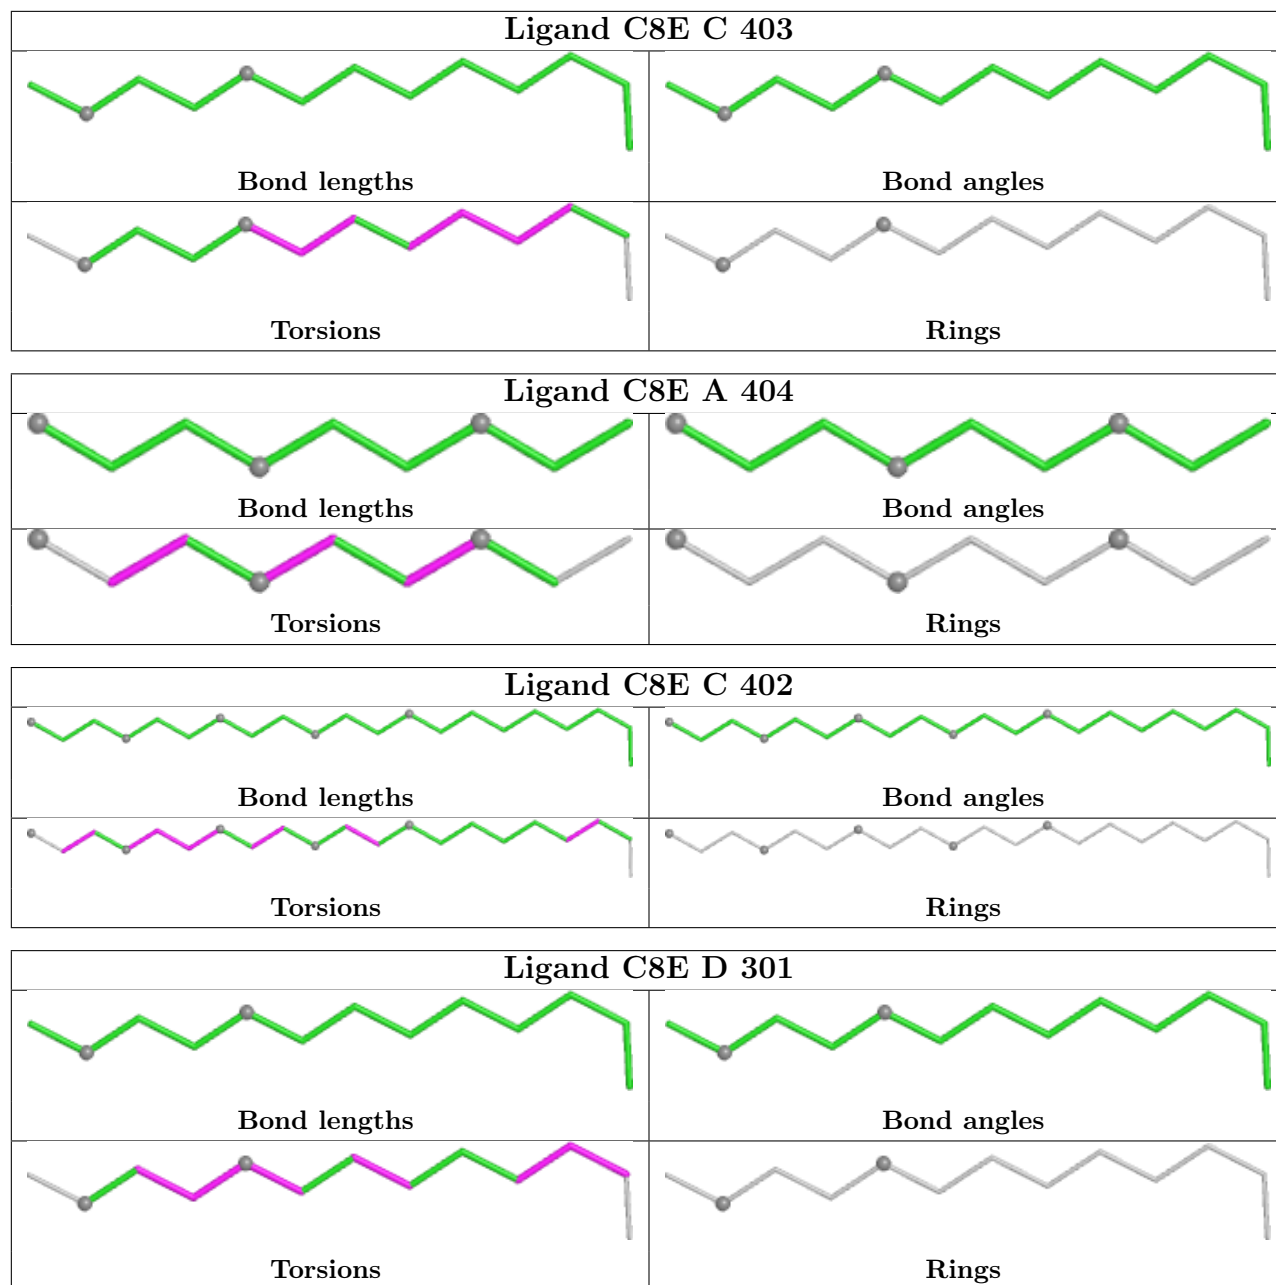 Ligand C8E C 403
Bond lengths
Bond angles
Torsions
Rings
Ligand C8E A 404
Bond lengths
Bond angles
Torsions
Rings
Ligand C8E C 402
Bond lengths
Bond angles
Torsions
Rings
Ligand C8E D 301
Bond lengths
Bond angles
Torsions
Rings